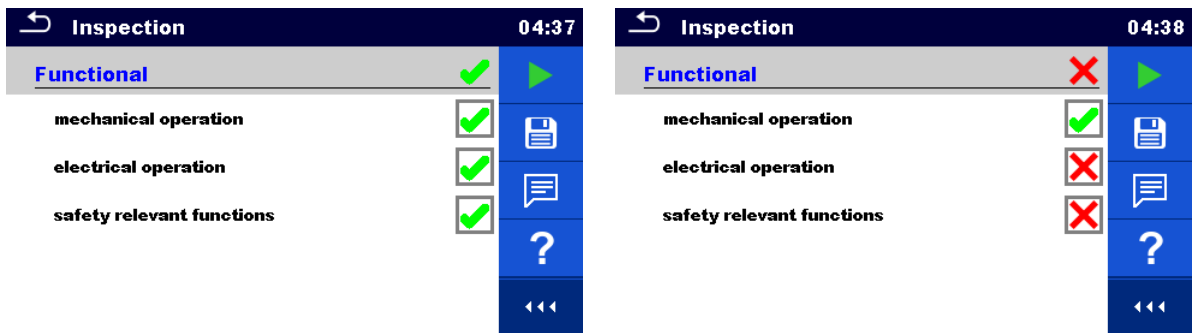 Inspection 04:37
Functional
mechanical operation
electrical operation
safety relevant functions
?
Inspection 04:38
Functional
mechanical operation
electrical operation
safety relevant functions
?